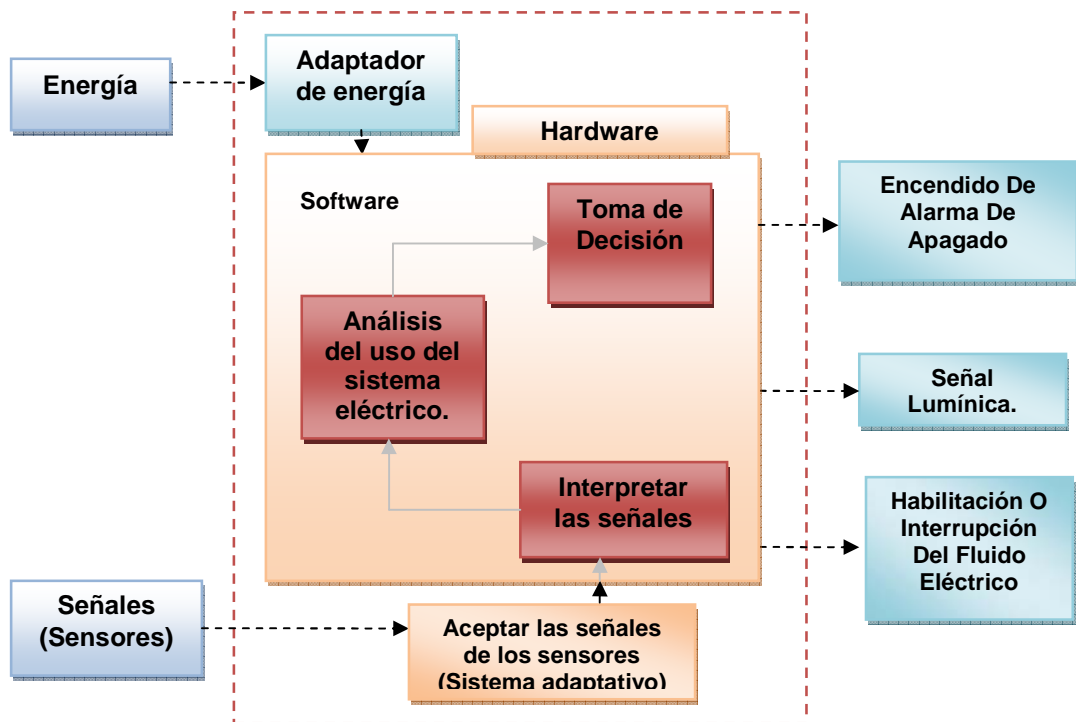 Energía
Adaptador
de energía
Hardware
Software
Toma de
Decisión
Encendido De
Alarma De
Apagado
Análisis
del uso del
sistema
eléctrico.
Señal
Lumínica.
Interpretar
las señales
Habilitación O
Interrupción
Del Fluido
Eléctrico
Señales
(Sensores)
Aceptar las señales
de los sensores
(Sistema adaptativo)